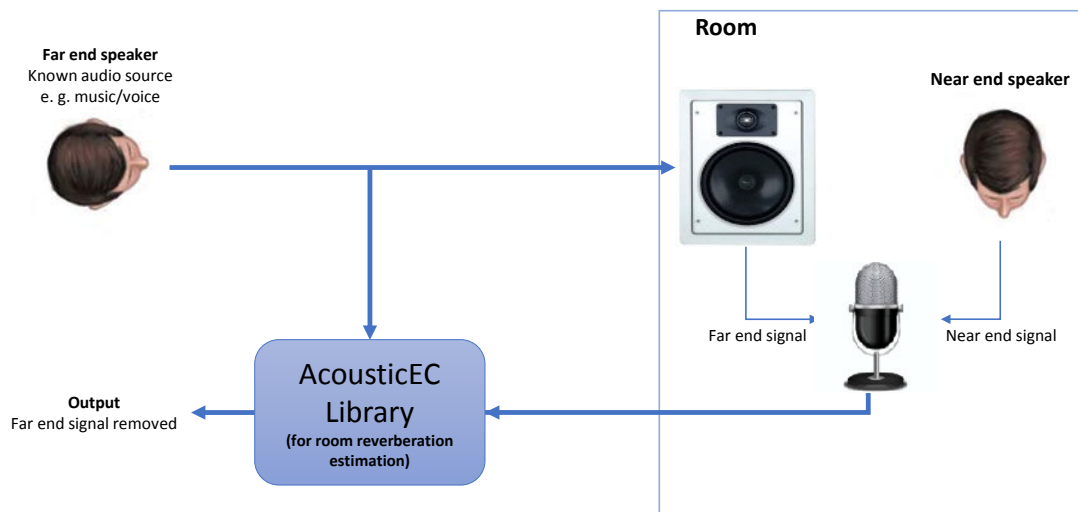 Far end speaker
Known audio source
e. g. music/voice
Room
Near end speaker
Far end signal
Near end signal
AcousticEC
Library
(for room reverberation
estimation)
Output
Far end signal removed